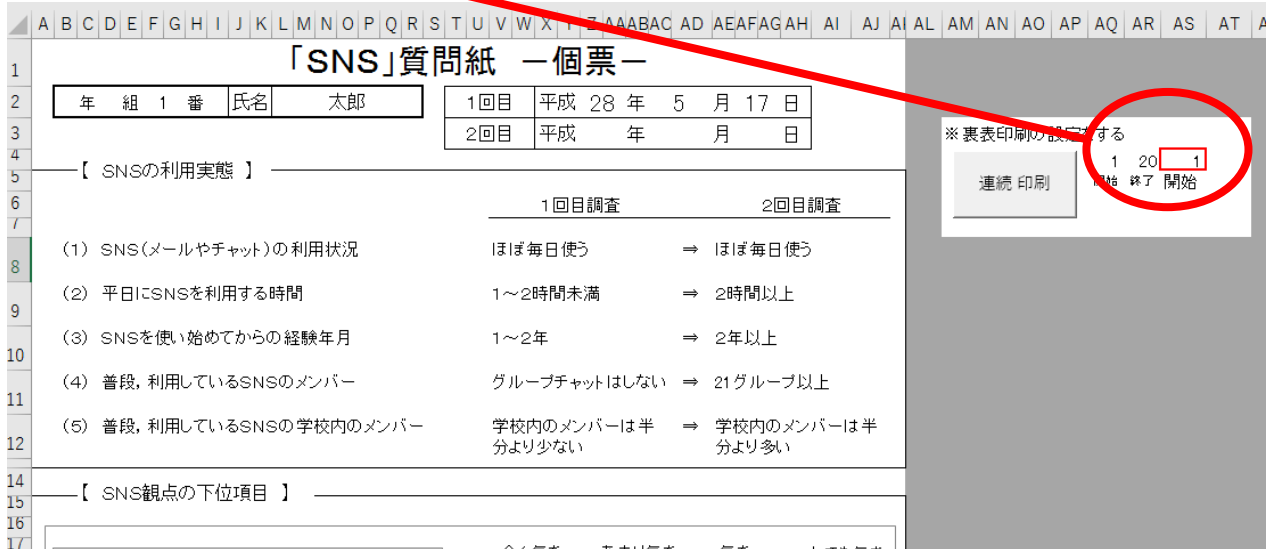 A B C D E F G H I J K L M N O P Q R S T U V W X Y Z AA AB AC AD AE AF AG AH AI AJ AL AM AN AO AP AQ AR AS AT
1 「SNS」質問紙 －個票－
2 年 組 1 番 氏名 太郎 1回目 平成 28 年 5 月 17 日
3 2回目 平成 年 月 日
※裏表印刷の設定をする
4
5 【 SNSの利用実態 】
1 20 1
連続 印刷 開始 終了 開始
6 1回目調査 2回目調査
7
8 (1) SNS(メールやチャット)の利用状況 ほぼ毎日使う ⇒ ほぼ毎日使う
9 (2) 平日にSNSを利用する時間 1～2時間未満 ⇒ 2時間以上
10 (3) SNSを使い始めてからの経験年月 1～2年 ⇒ 2年以上
11 (4) 普段，利用しているSNSのメンバー グループチャットはしない ⇒ 21グループ以上
12 (5) 普段，利用しているSNSの学校内のメンバー 学校内のメンバーは半 ⇒ 学校内のメンバーは半
分より少ない 分より多い
14
15 【 SNS観点の下位項目 】
16
17